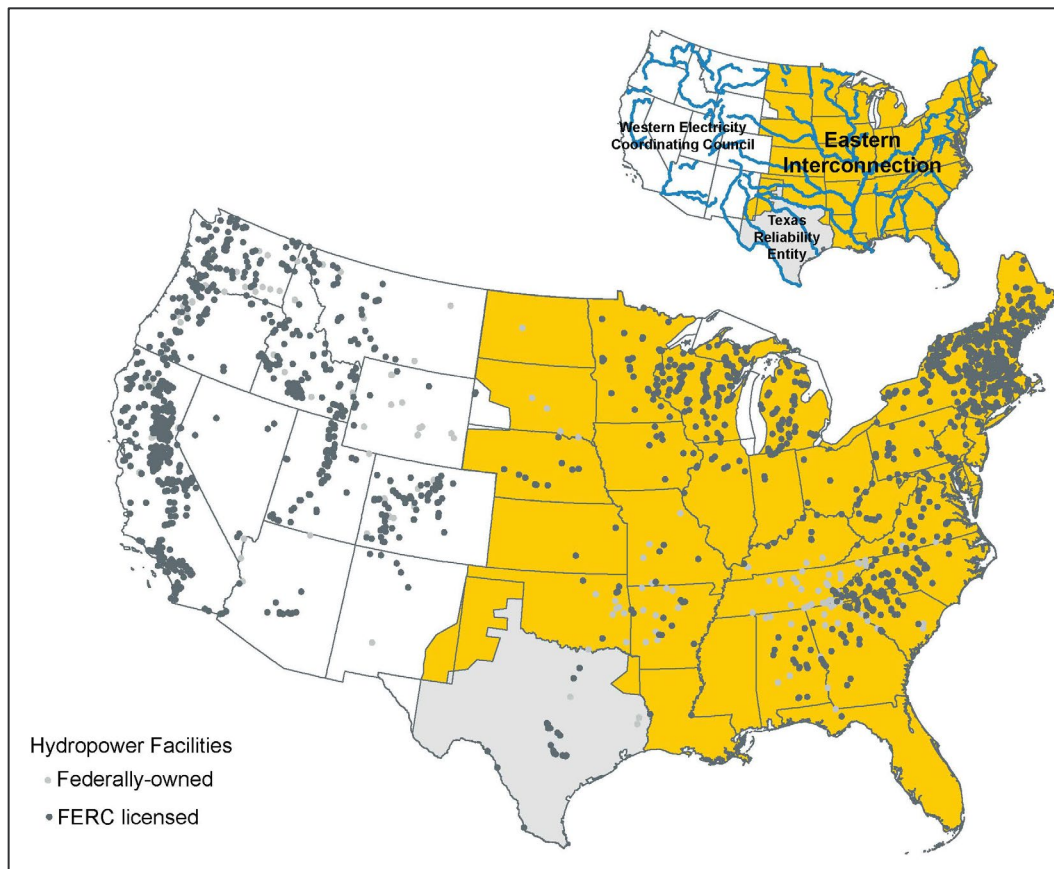 Western Electricity
Coordinating Council
Eastern
Interconnection
Texas
Reliability
Entity
Hydropower Facilities
Federally-owned
FERC licensed